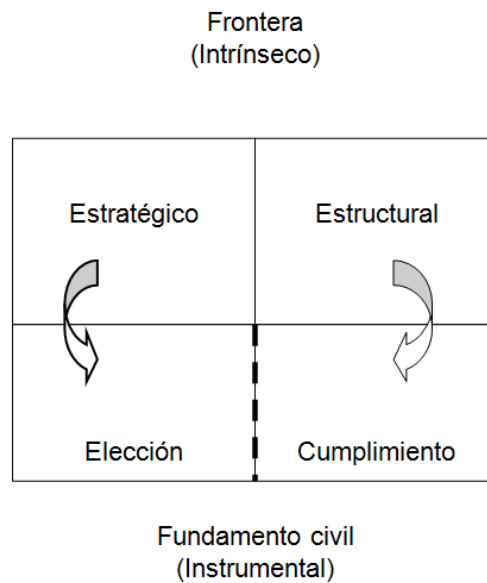 Frontera
(Intrínseco)
Estratégico
Estructural
Elección
Cumplimiento
Fundamento civil
(Instrumental)